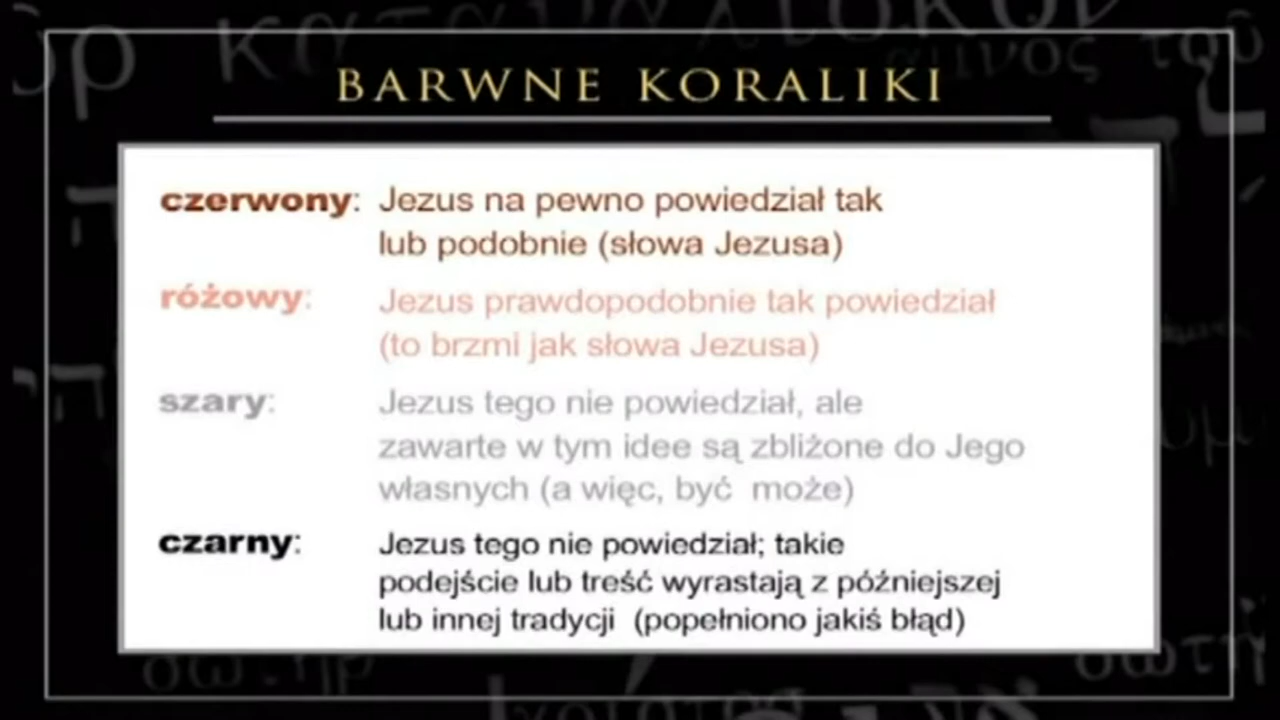 BARWNE KORALIKI
czerwony: Jezus na pewno powiedział tak
lub podobnie (słowa Jezusa)
różowy: Jezus prawdopodobnie tak powiedział
(to brzmi jak słowa Jezusa)
szary: Jezus tego nie powiedział, ale
zawarte w tym idee są zbliżone do Jego
własnych (a więc, być może)
czarny: Jezus tego nie powiedział; takie
podejście lub treść wyrastają z późniejszej
lub innej tradycji (popełniono jakiś błąd)